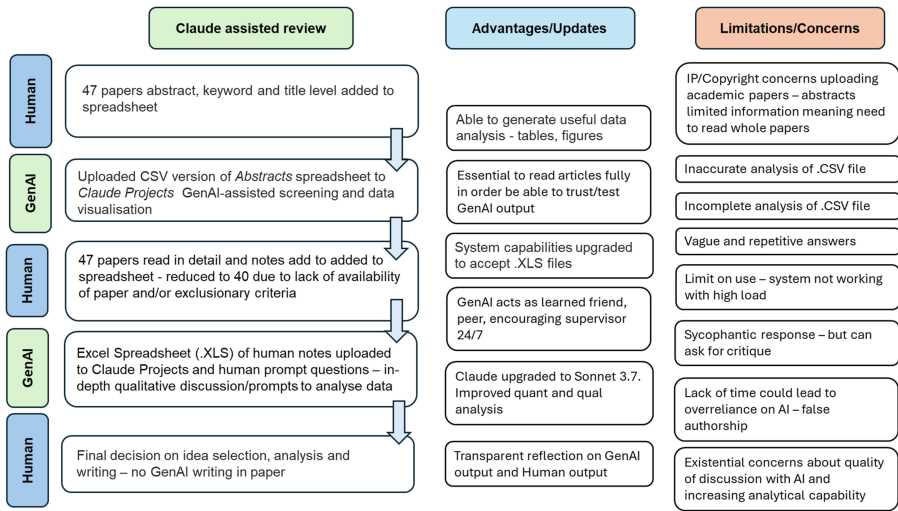 Claude assisted review
Advantages/Updates
Limitations/Concerns
Human
47 papers abstract, keyword and title level added to
spreadsheet
GenAI
Uploaded CSV version of Abstracts spreadsheet to
Claude Projects GenAI-assisted screening and data
visualisation
Human
47 papers read in detail and notes add to added to
spreadsheet - reduced to 40 due to lack of availability
of paper and/or exclusionary criteria
GenAI
Excel Spreadsheet (.XLS) of human notes uploaded
to Claude Projects and human prompt questions – in-
depth qualitative discussion/prompts to analyse data
Human
Final decision on idea selection, analysis and
writing – no GenAI writing in paper
Able to generate useful data
analysis - tables, figures
Essential to read articles fully
in order be able to trust/test
GenAI output
System capabilities upgraded
to accept .XLS files
GenAI acts as learned friend,
peer, encouraging supervisor
24/7
Claude upgraded to Sonnet 3.7.
Improved quant and qual
analysis
Transparent reflection on GenAI
output and Human output
IP/Copyright concerns uploading
academic papers – abstracts
limited information meaning need
to read whole papers
Inaccurate analysis of .CSV file
Incomplete analysis of .CSV file
Vague and repetitive answers
Limit on use – system not working
with high load
Sycophantic response – but can
ask for critique
Lack of time could lead to
overreliance on AI – false
authorship
Existential concerns about quality
of discussion with AI and
increasing analytical capability